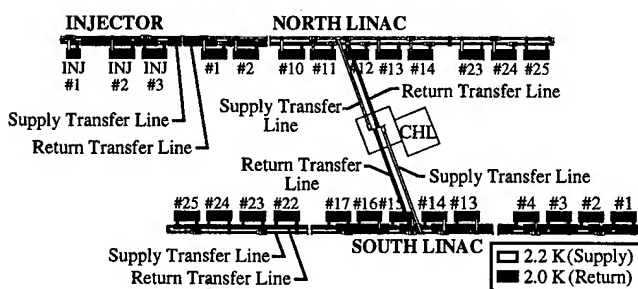 INJECTOR
NORTH LINAC
INJ #1
INJ #2
INJ #3
#1 #2 #10 #11 #12 #13 #14 #23 #24 #25
Supply Transfer Line
Return Transfer Line
Supply Transfer Line
Return Transfer Line
CHL
Return Transfer Line
Supply Transfer Line
#25 #24 #23 #22 #17 #16 #15 #14 #13 #4 #3 #2 #1
Supply Transfer Line
Return Transfer Line
SOUTH LINAC
2.2 K (Supply)
2.0 K (Return)